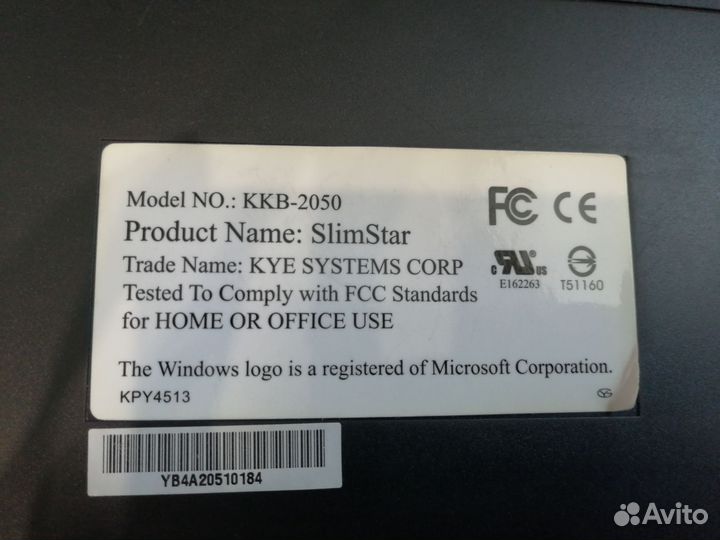 Model NO.: KKB-2050
Product Name: SlimStar
Trade Name: KYE SYSTEMS CORP
Tested To Comply with FCC Standards
for HOME OR OFFICE USE
FC CE
c RU us
E162263 T51160
The Windows logo is a registered of Microsoft Corporation.
KPY4513
YB4A20510184
Avito